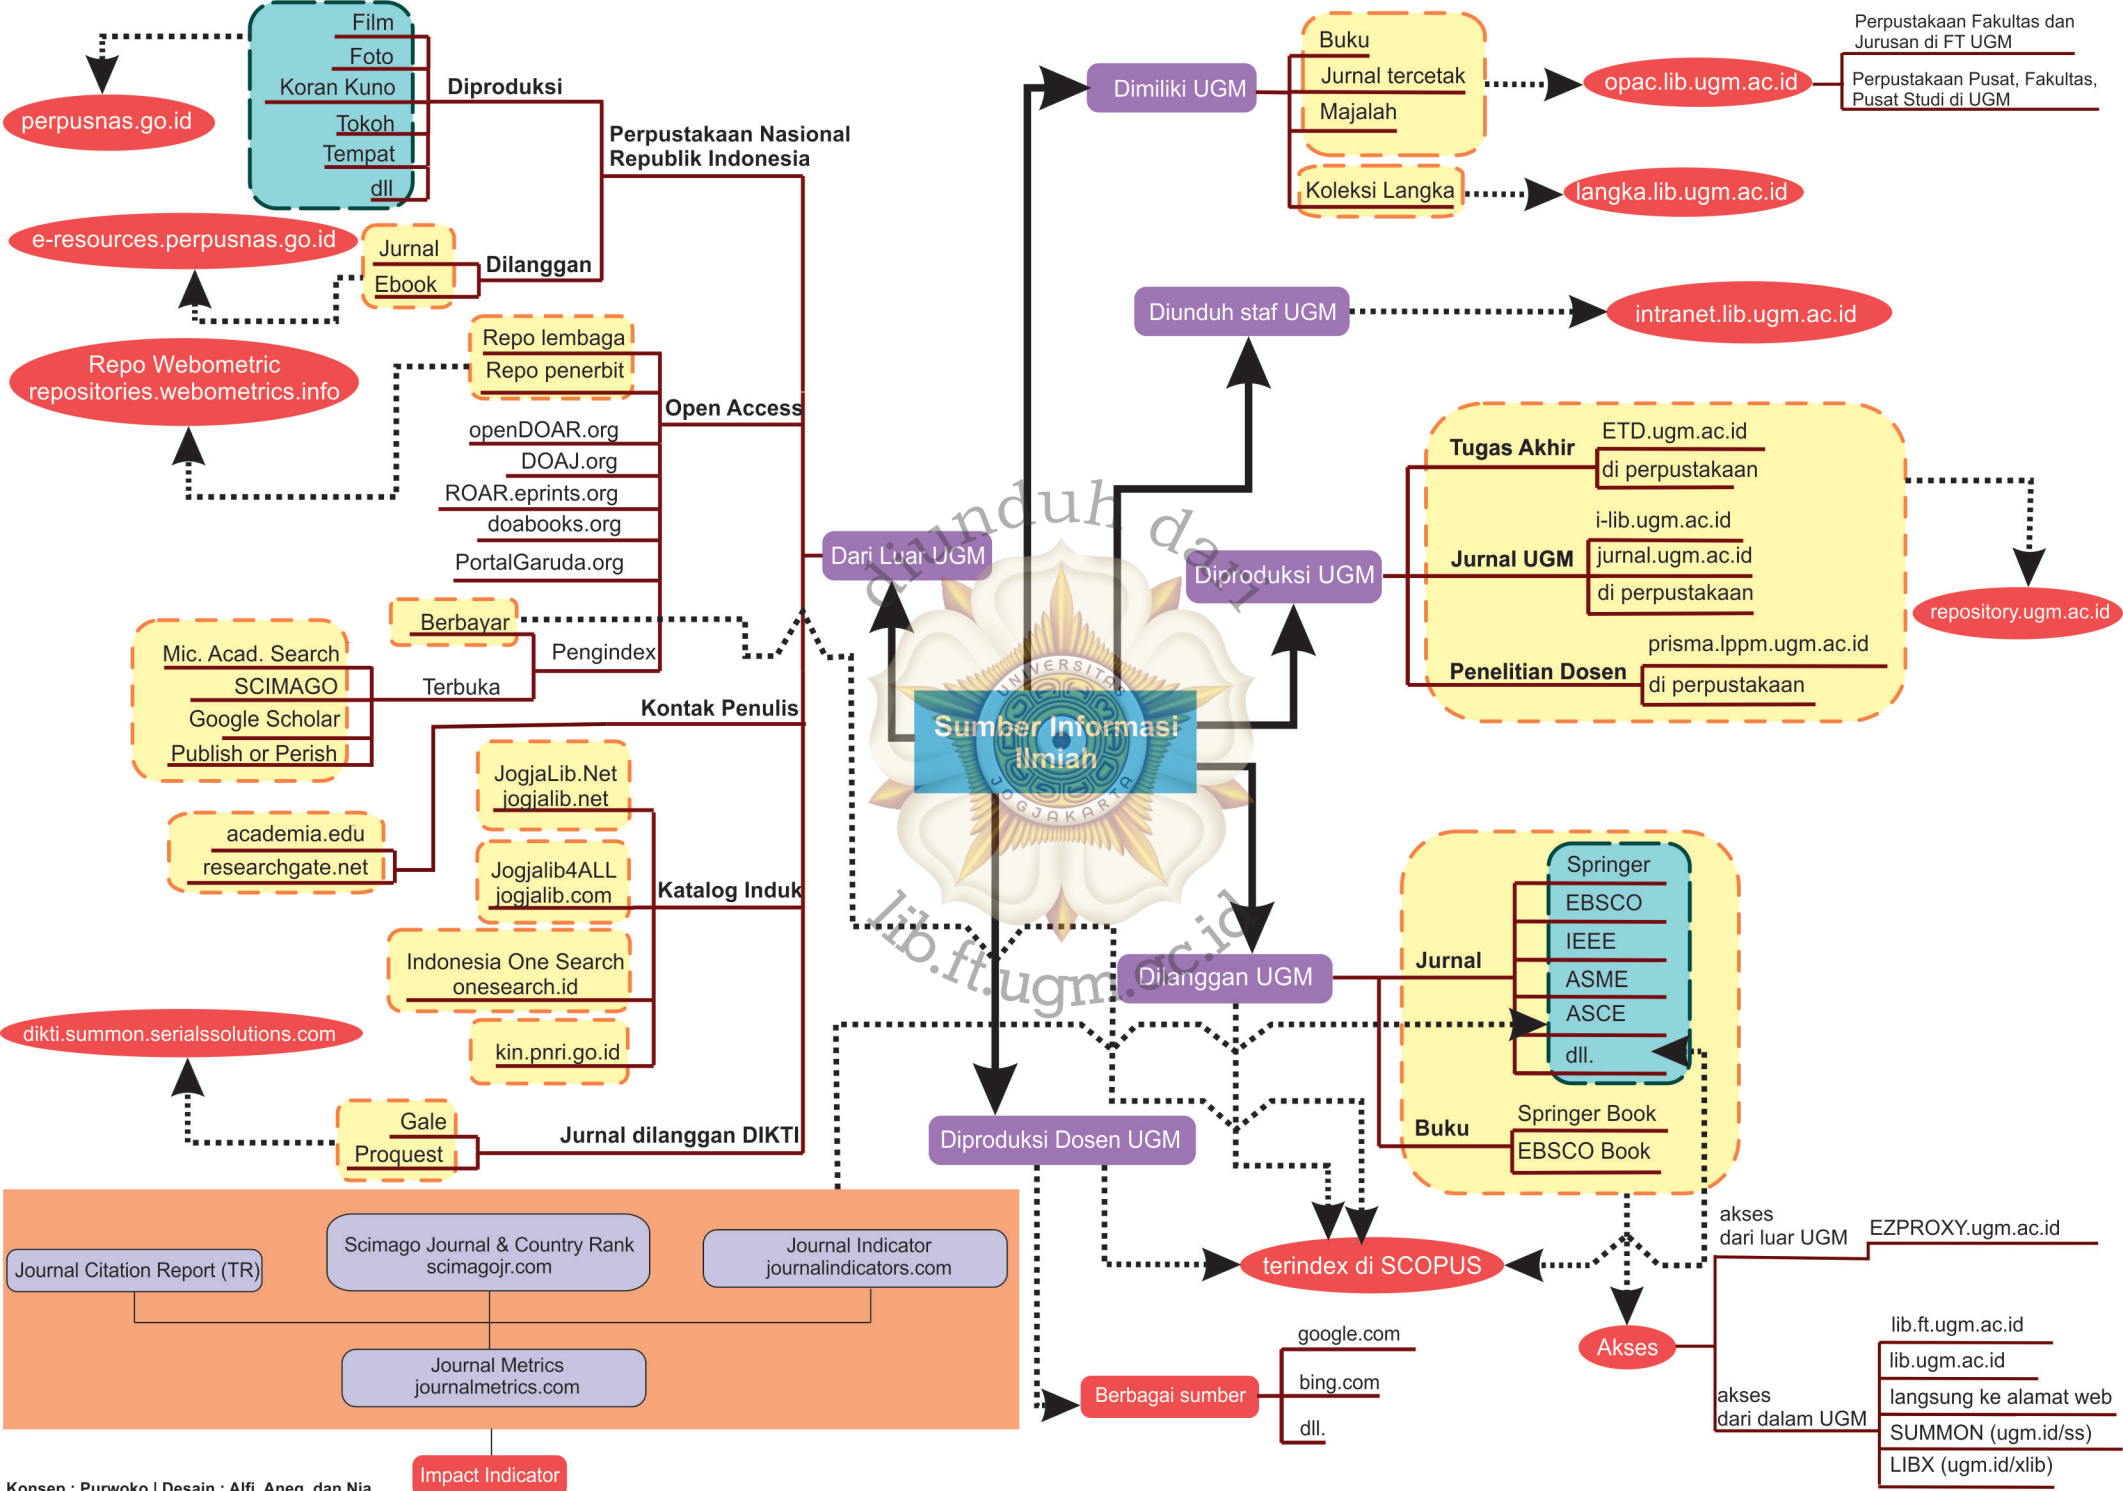 Film
Foto
Koran Kuno
Tokoh
Tempat
dll
Diproduksi
perpusnas.go.id
Perpustakaan Nasional
Republik Indonesia
e-resources.perpusnas.go.id
Jurnal
Ebook
Dilanggan
Repo Webometric
repositories.webometrics.info
Repo lembaga
Repo penerbit
Open Access
openDOAR.org
DOAJ.org
ROAR.eprints.org
doabooks.org
PortalGaruda.org
Berbayar
Pengindex
Terbuka
Mic. Acad. Search
SCIMAGO
Google Scholar
Publish or Perish
Kontak Penulis
academia.edu
researchgate.net
JogjaLib.Net
jogjalib.net
Jogjalib4ALL
jogjalib.com
Katalog Induk
Indonesia One Search
onesearch.id
kin.pnri.go.id
dikti.summon.serialssolutions.com
Gale
Proquest
Jurnal dilanggan DIKTI
Dari Luar UGM
Sumber Informasi
Ilmiah
diunduh dari
UNIVERSITAS
JOGJAKARTA
lib.ft.ugm.ac.id
Dimiliki UGM
Buku
Jurnal tercetak
Majalah
Koleksi Langka
opac.lib.ugm.ac.id
Perpustakaan Fakultas dan
Jurusan di FT UGM
Perpustakaan Pusat, Fakultas,
Pusat Studi di UGM
langka.lib.ugm.ac.id
Diunduh staf UGM
intranet.lib.ugm.ac.id
Diproduksi UGM
Tugas Akhir
ETD.ugm.ac.id
di perpustakaan
Jurnal UGM
i-lib.ugm.ac.id
jurnal.ugm.ac.id
di perpustakaan
Penelitian Dosen
prisma.lppm.ugm.ac.id
di perpustakaan
repository.ugm.ac.id
Dilanggan UGM
Jurnal
Springer
EBSCO
IEEE
ASME
ASCE
dll.
Buku
Springer Book
EBSCO Book
Diproduksi Dosen UGM
terindex di SCOPUS
Berbagai sumber
google.com
bing.com
dll.
Akses
akses
dari luar UGM
EZPROXY.ugm.ac.id
akses
dari dalam UGM
lib.ft.ugm.ac.id
lib.ugm.ac.id
langsung ke alamat web
SUMMON (ugm.id/ss)
LIBX (ugm.id/xlib)
Journal Citation Report (TR)
Scimago Journal & Country Rank
scimagojr.com
Journal Indicator
journalindicators.com
Journal Metrics
journalmetrics.com
Impact Indicator
Konsep : Purwoko | Desain : Alfi, Aneg, dan Nia